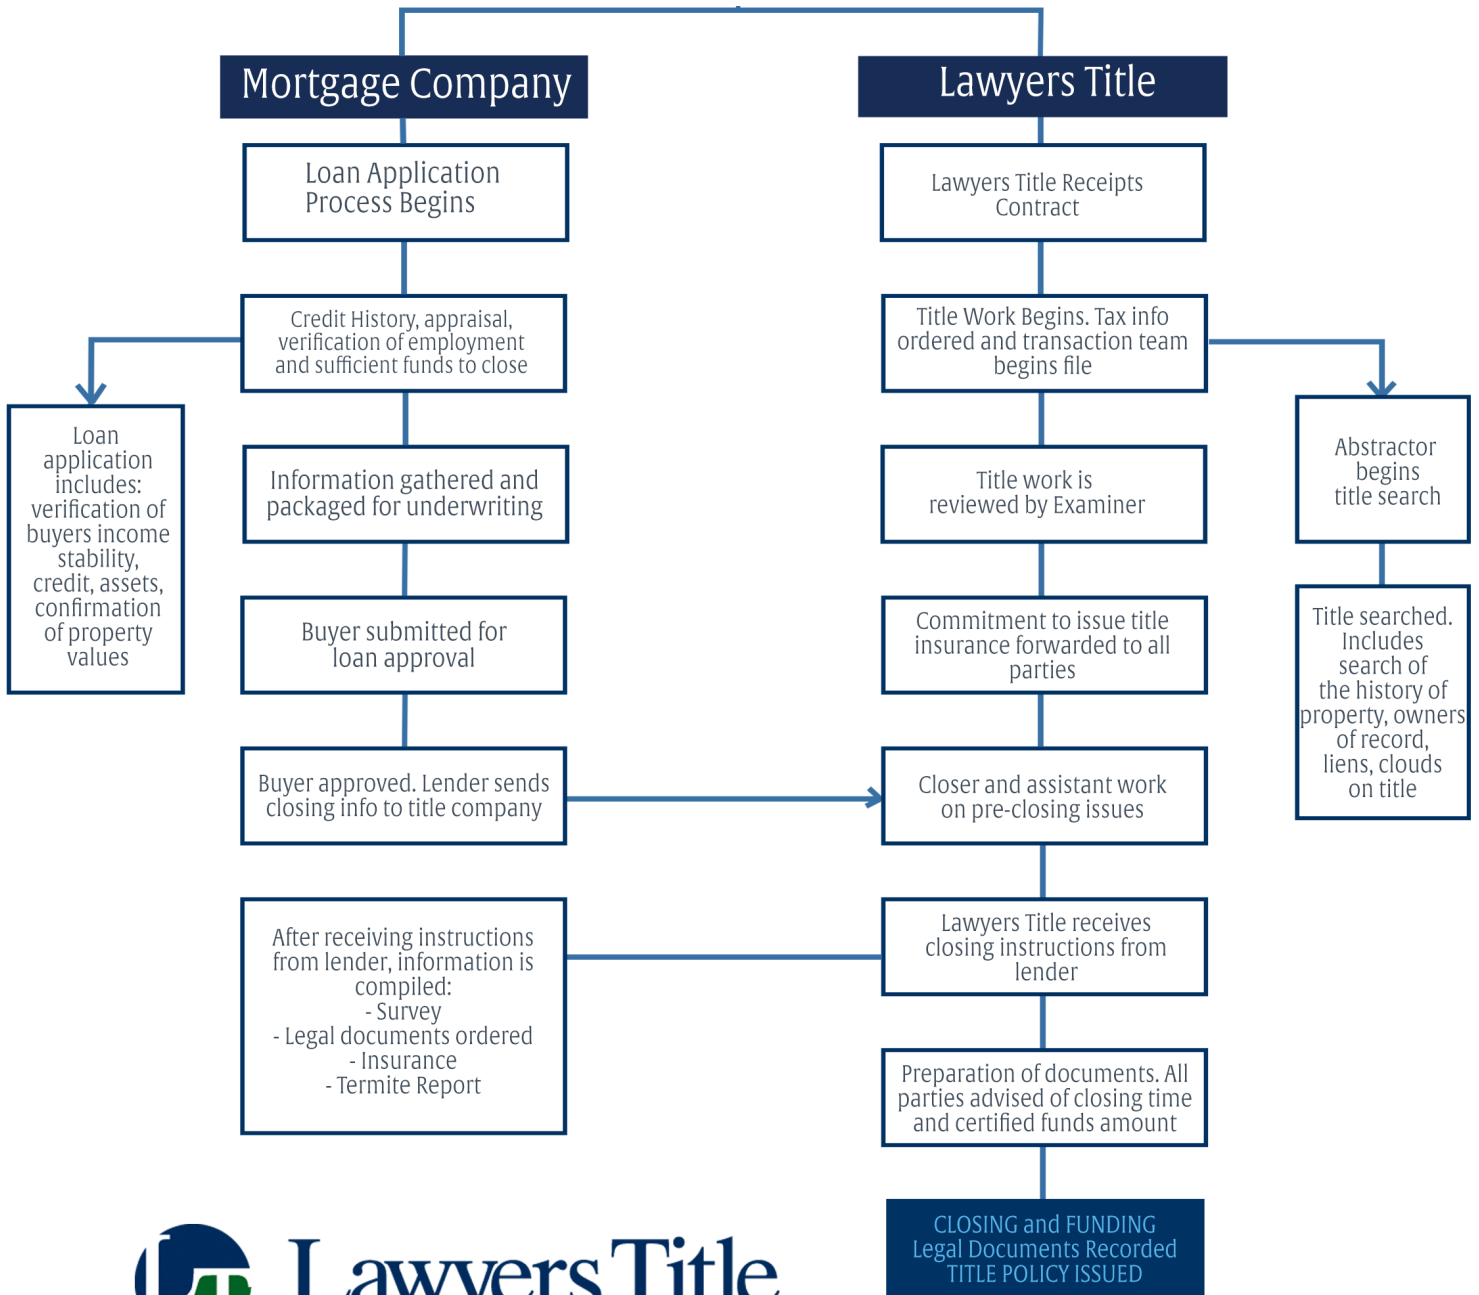 Mortgage Company
Lawyers Title
Loan Application
Process Begins
Lawyers Title Receipts
Contract
Credit History, appraisal,
verification of employment
and sufficient funds to close
Title Work Begins. Tax info
ordered and transaction team
begins file
Loan
application
includes:
verification of
buyers income
stability,
credit, assets,
confirmation
of property
values
Information gathered and
packaged for underwriting
Title work is
reviewed by Examiner
Abstractor
begins
title search
Buyer submitted for
loan approval
Commitment to issue title
insurance forwarded to all
parties
Title searched.
Includes
search of
the history of
property, owners
of record,
liens, clouds
on title
Buyer approved. Lender sends
closing info to title company
Closer and assistant work
on pre-closing issues
After receiving instructions
from lender, information is
compiled:
- Survey
- Legal documents ordered
- Insurance
- Termite Report
Lawyers Title receives
closing instructions from
lender
Preparation of documents. All
parties advised of closing time
and certified funds amount
CLOSING and FUNDING
Legal Documents Recorded
TITLE POLICY ISSUED
LT
Lawyers Title